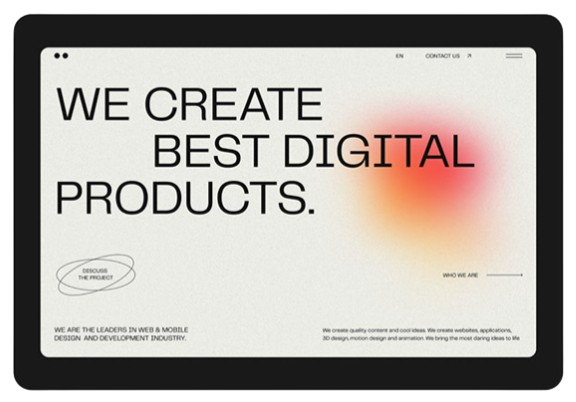 EN
CONTACT US
WE CREATE
BEST DIGITAL
PRODUCTS.
DISCUSS
THE PROJECT
WHO WE ARE
WE ARE THE LEADERS IN WEB & MOBILE
DESIGN AND DEVELOPMENT INDUSTRY.
We create quality content and cool ideas. We create websites, applications,
3D design, motion design and animation. We bring the most daring ideas to life